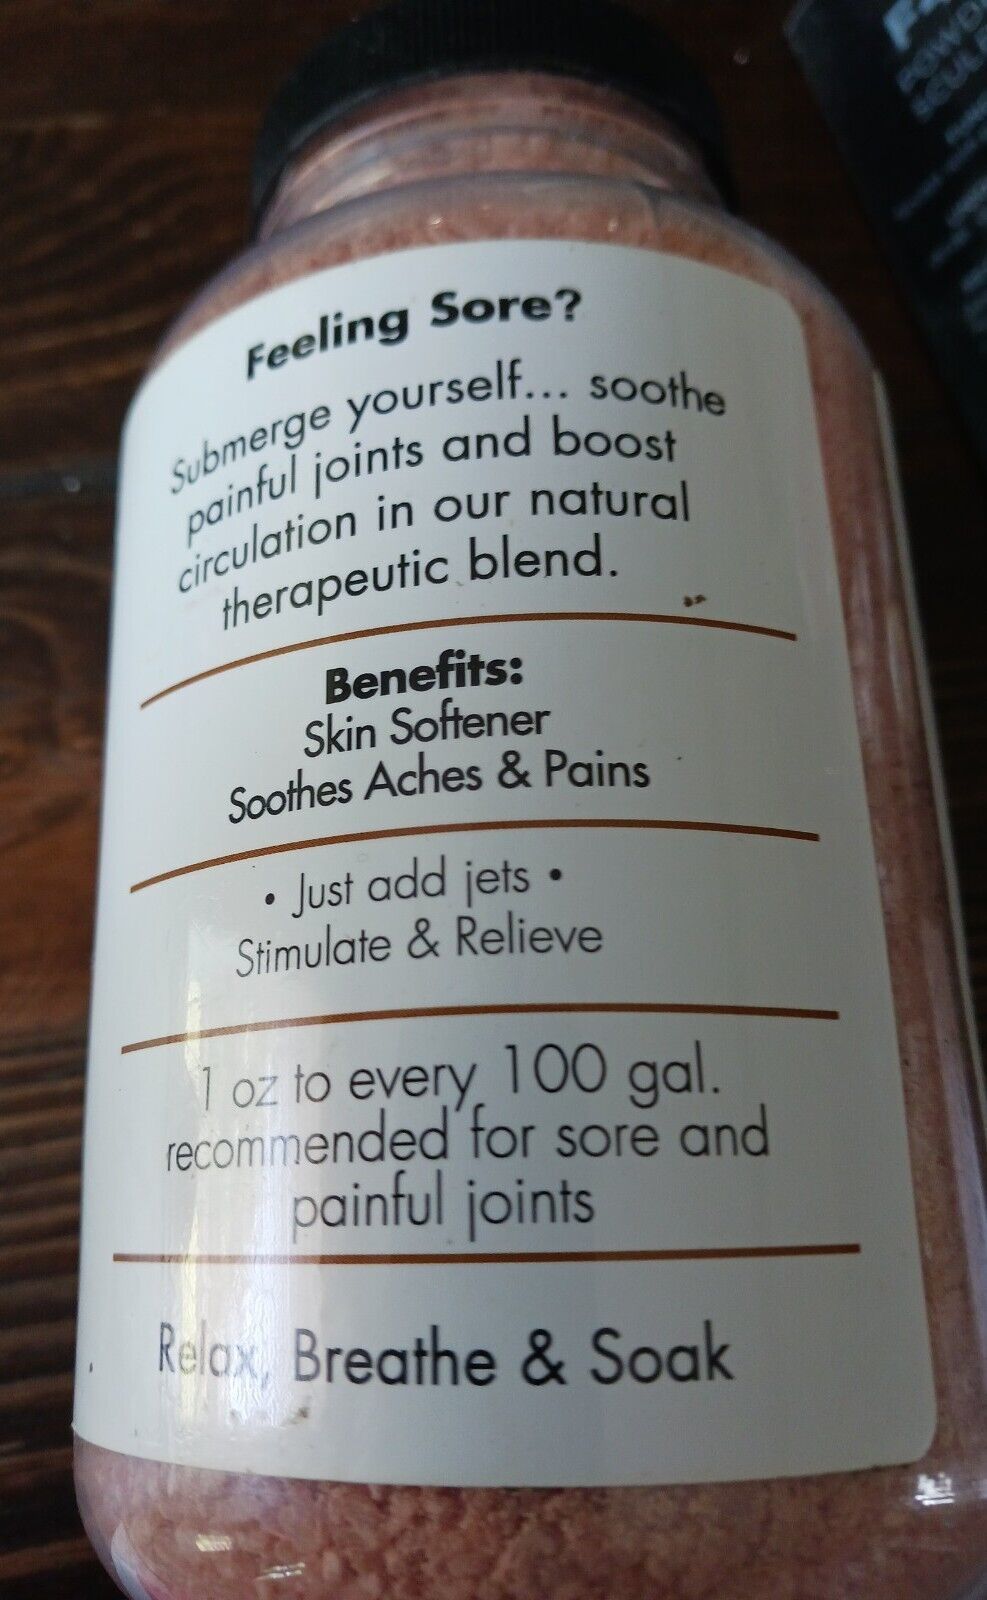 Feeling Sore?
Submerge yourself... soothe
painful joints and boost
circulation in our natural
therapeutic blend.
Benefits:
Skin Softener
Soothes Aches & Pains
• Just add jets •
Stimulate & Relieve
1 oz to every 100 gal.
recommended for sore and
painful joints
Relax, Breathe & Soak